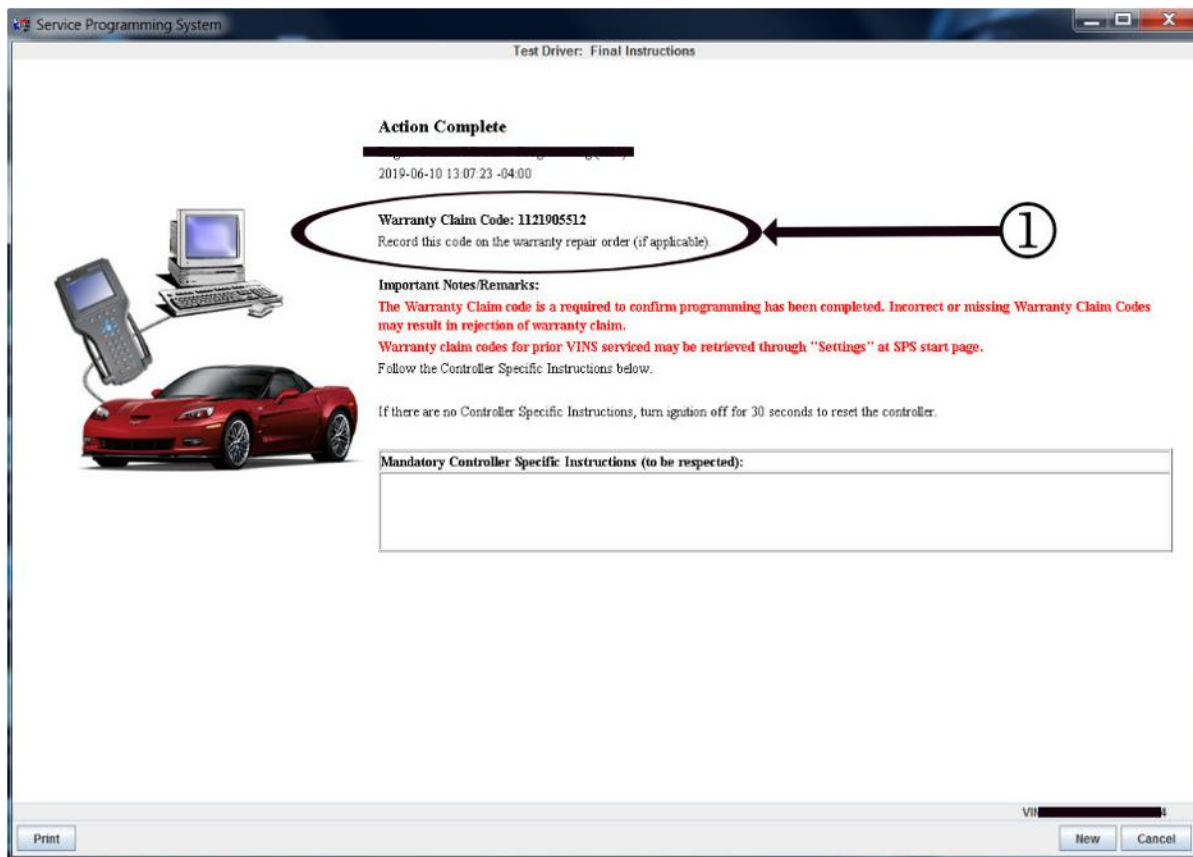 Service Programming System
Test Driver: Final Instructions
Action Complete
2019-06-10 13:07:23 -04:00
Warranty Claim Code: 1121905512
Record this code on the warranty repair order (if applicable).
1
Important Notes/Remarks:
The Warranty Claim code is a required to confirm programming has been completed. Incorrect or missing Warranty Claim Codes
may result in rejection of warranty claim.
Warranty claim codes for prior VINS serviced may be retrieved through "Settings" at SPS start page.
Follow the Controller Specific Instructions below.
If there are no Controller Specific Instructions, turn ignition off for 30 seconds to reset the controller.
Mandatory Controller Specific Instructions (to be respected):
4
Print
New
Cancel